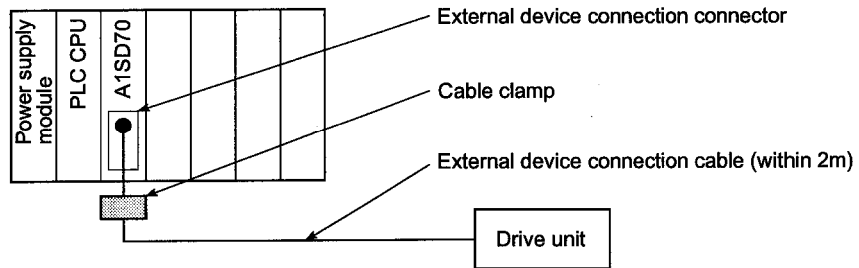 External device connection connector
Power supply
module
PLC CPU
A1SD70
Cable clamp
External device connection cable (within 2m)
Drive unit